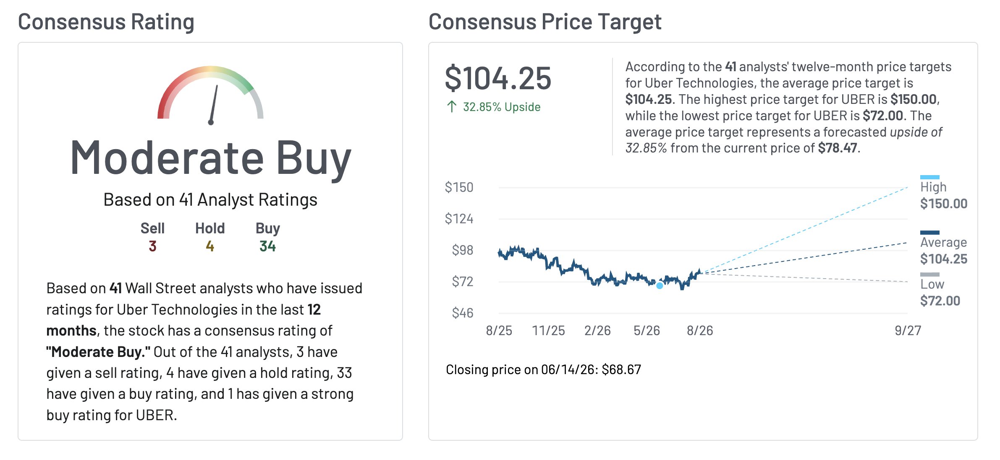 Consensus Rating
Moderate Buy
Based on 41 Analyst Ratings
Sell Hold Buy
3 4 34
Based on 41 Wall Street analysts who have issued
ratings for Uber Technologies in the last 12
months, the stock has a consensus rating of
"Moderate Buy." Out of the 41 analysts, 3 have
given a sell rating, 4 have given a hold rating, 33
have given a buy rating, and 1 has given a strong
buy rating for UBER.
Consensus Price Target
$104.25
↑ 32.85% Upside
According to the 41 analysts' twelve-month price targets
for Uber Technologies, the average price target is
$104.25. The highest price target for UBER is $150.00,
while the lowest price target for UBER is $72.00. The
average price target represents a forecasted upside of
32.85% from the current price of $78.47.
$150
$124
$98
$72
$46
8/25 11/25 2/26 5/26 8/26 9/27
High
$150.00
Average
$104.25
Low
$72.00
Closing price on 06/14/26: $68.67